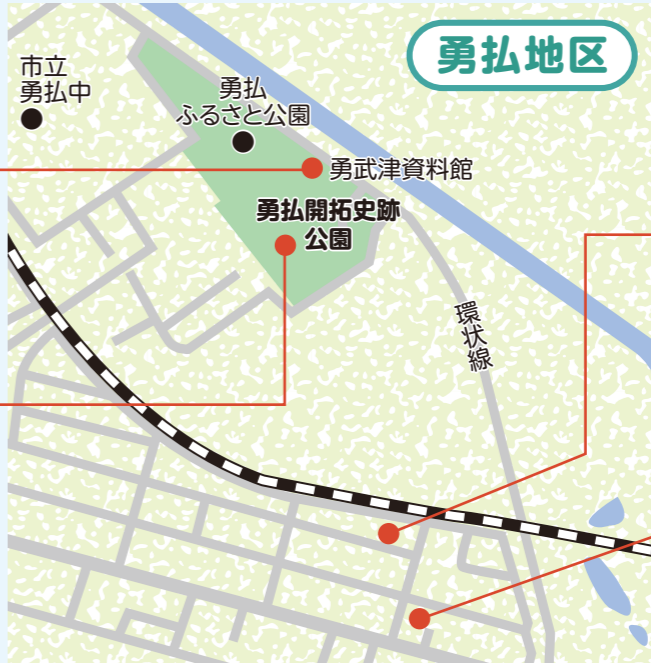 勇払地区
市立
勇払中
勇払
ふるさと公園
勇武津資料館
勇払開拓史跡
公園
環状線